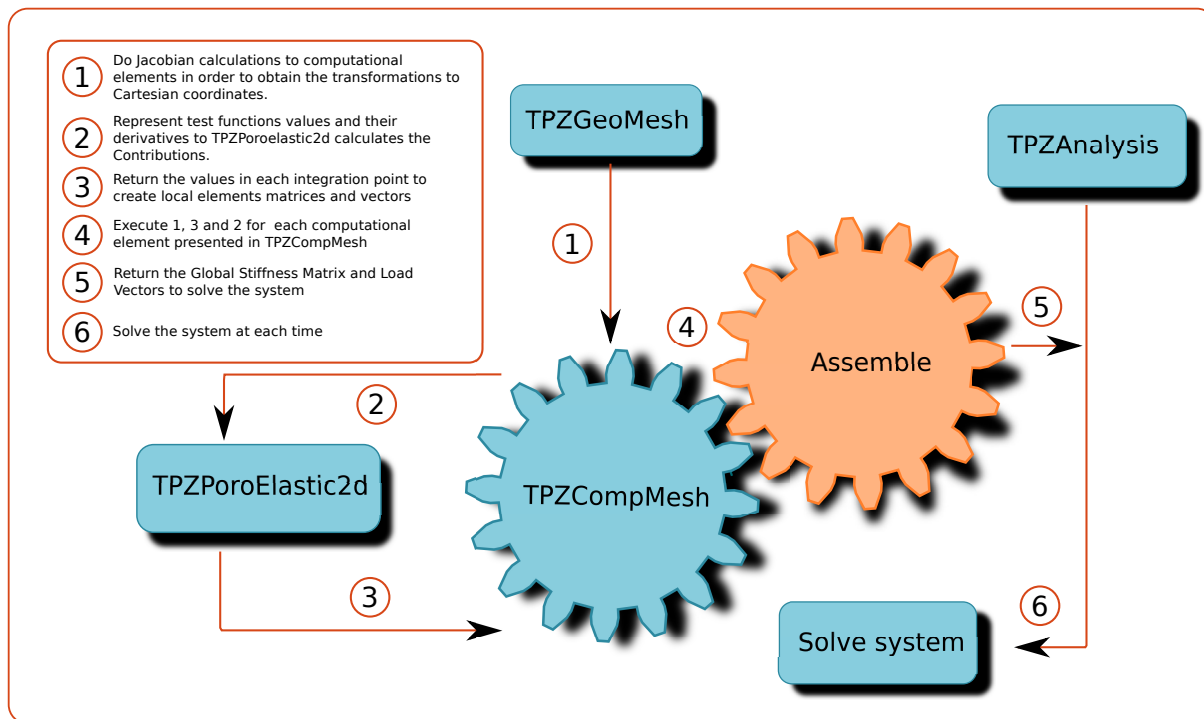 1
Do Jacobian calculations to computational
elements in order to obtain the transformations to
Cartesian coordinates.
2
Represent test functions values and their
derivatives to TPZPoroelastic2d calculates the
Contributions.
3
Return the values in each integration point to
create local elements matrices and vectors
4
Execute 1, 3 and 2 for  each computational
element presented in TPZCompMesh
5
Return the Global Stiffness Matrix and Load
Vectors to solve the system
6
Solve the system at each time
TPZGeoMesh
TPZAnalysis
1
4
5
Assemble
2
TPZPoroElastic2d
TPZCompMesh
3
6
Solve system